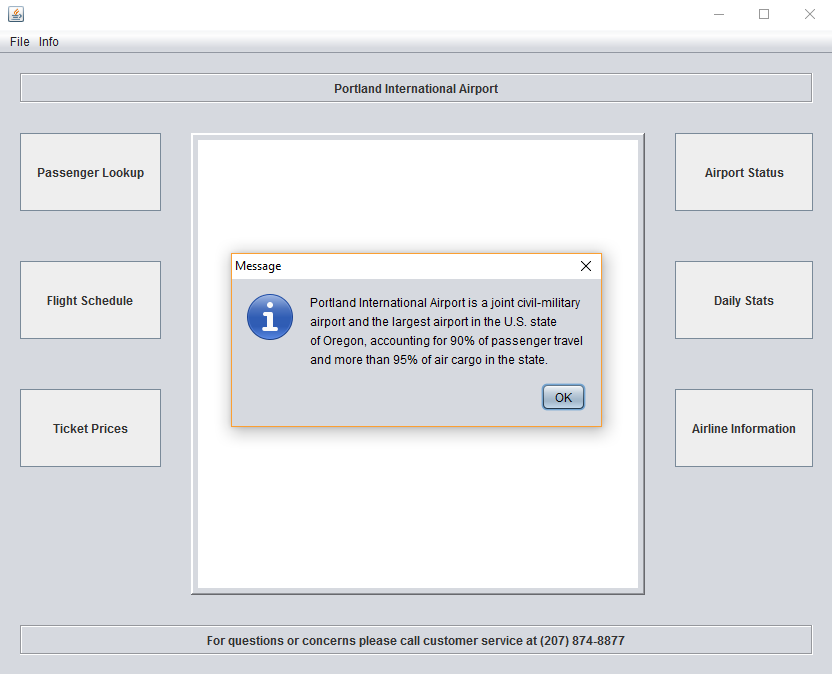 File Info
Portland International Airport
Passenger Lookup
Airport Status
Message
Portland International Airport is a joint civil-military
airport and the largest airport in the U.S. state
of Oregon, accounting for 90% of passenger travel
and more than 95% of air cargo in the state.
OK
Flight Schedule
Daily Stats
Ticket Prices
Airline Information
For questions or concerns please call customer service at (207) 874-8877